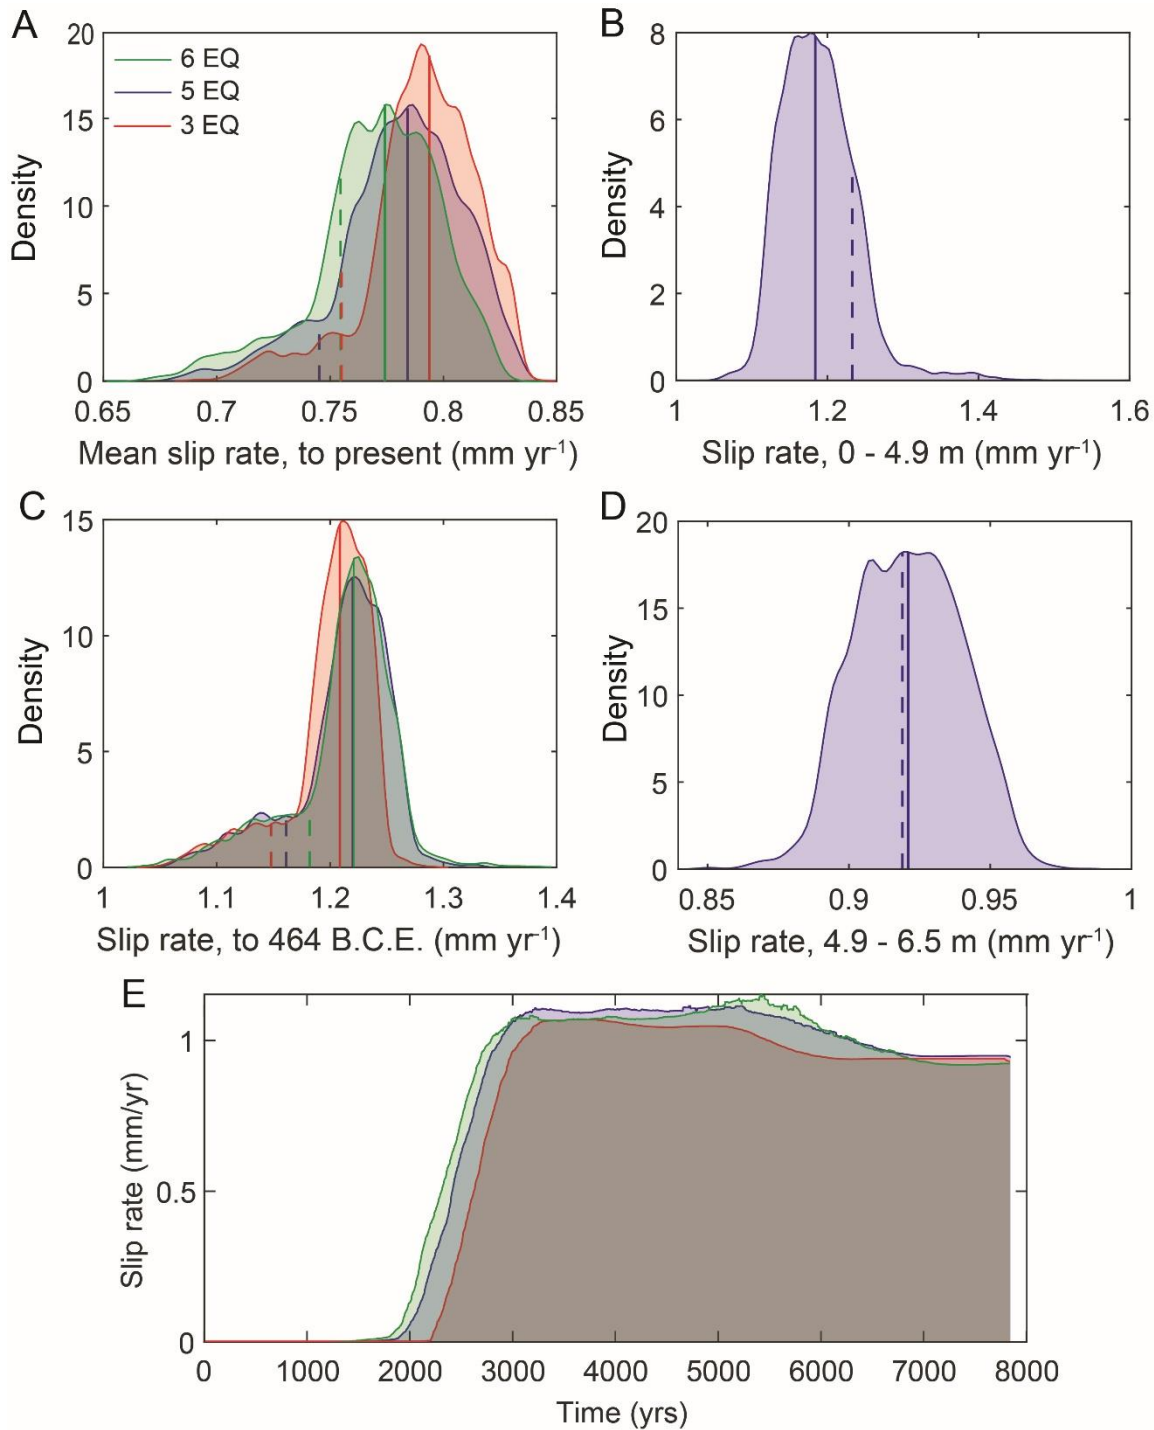 A
20
15
10
5
0
Density
6 EQ
5 EQ
3 EQ
0.65 0.7 0.75 0.8 0.85
Mean slip rate, to present (mm yr⁻¹)
B
8
6
4
2
0
Density
1 1.2 1.4 1.6
Slip rate, 0 - 4.9 m (mm yr⁻¹)
C
15
10
5
0
Density
1 1.1 1.2 1.3 1.4
Slip rate, to 464 B.C.E. (mm yr⁻¹)
D
20
15
10
5
0
Density
0.85 0.9 0.95 1
Slip rate, 4.9 - 6.5 m (mm yr⁻¹)
E
1
0.5
0
Slip rate (mm/yr)
0 1000 2000 3000 4000 5000 6000 7000 8000
Time (yrs)